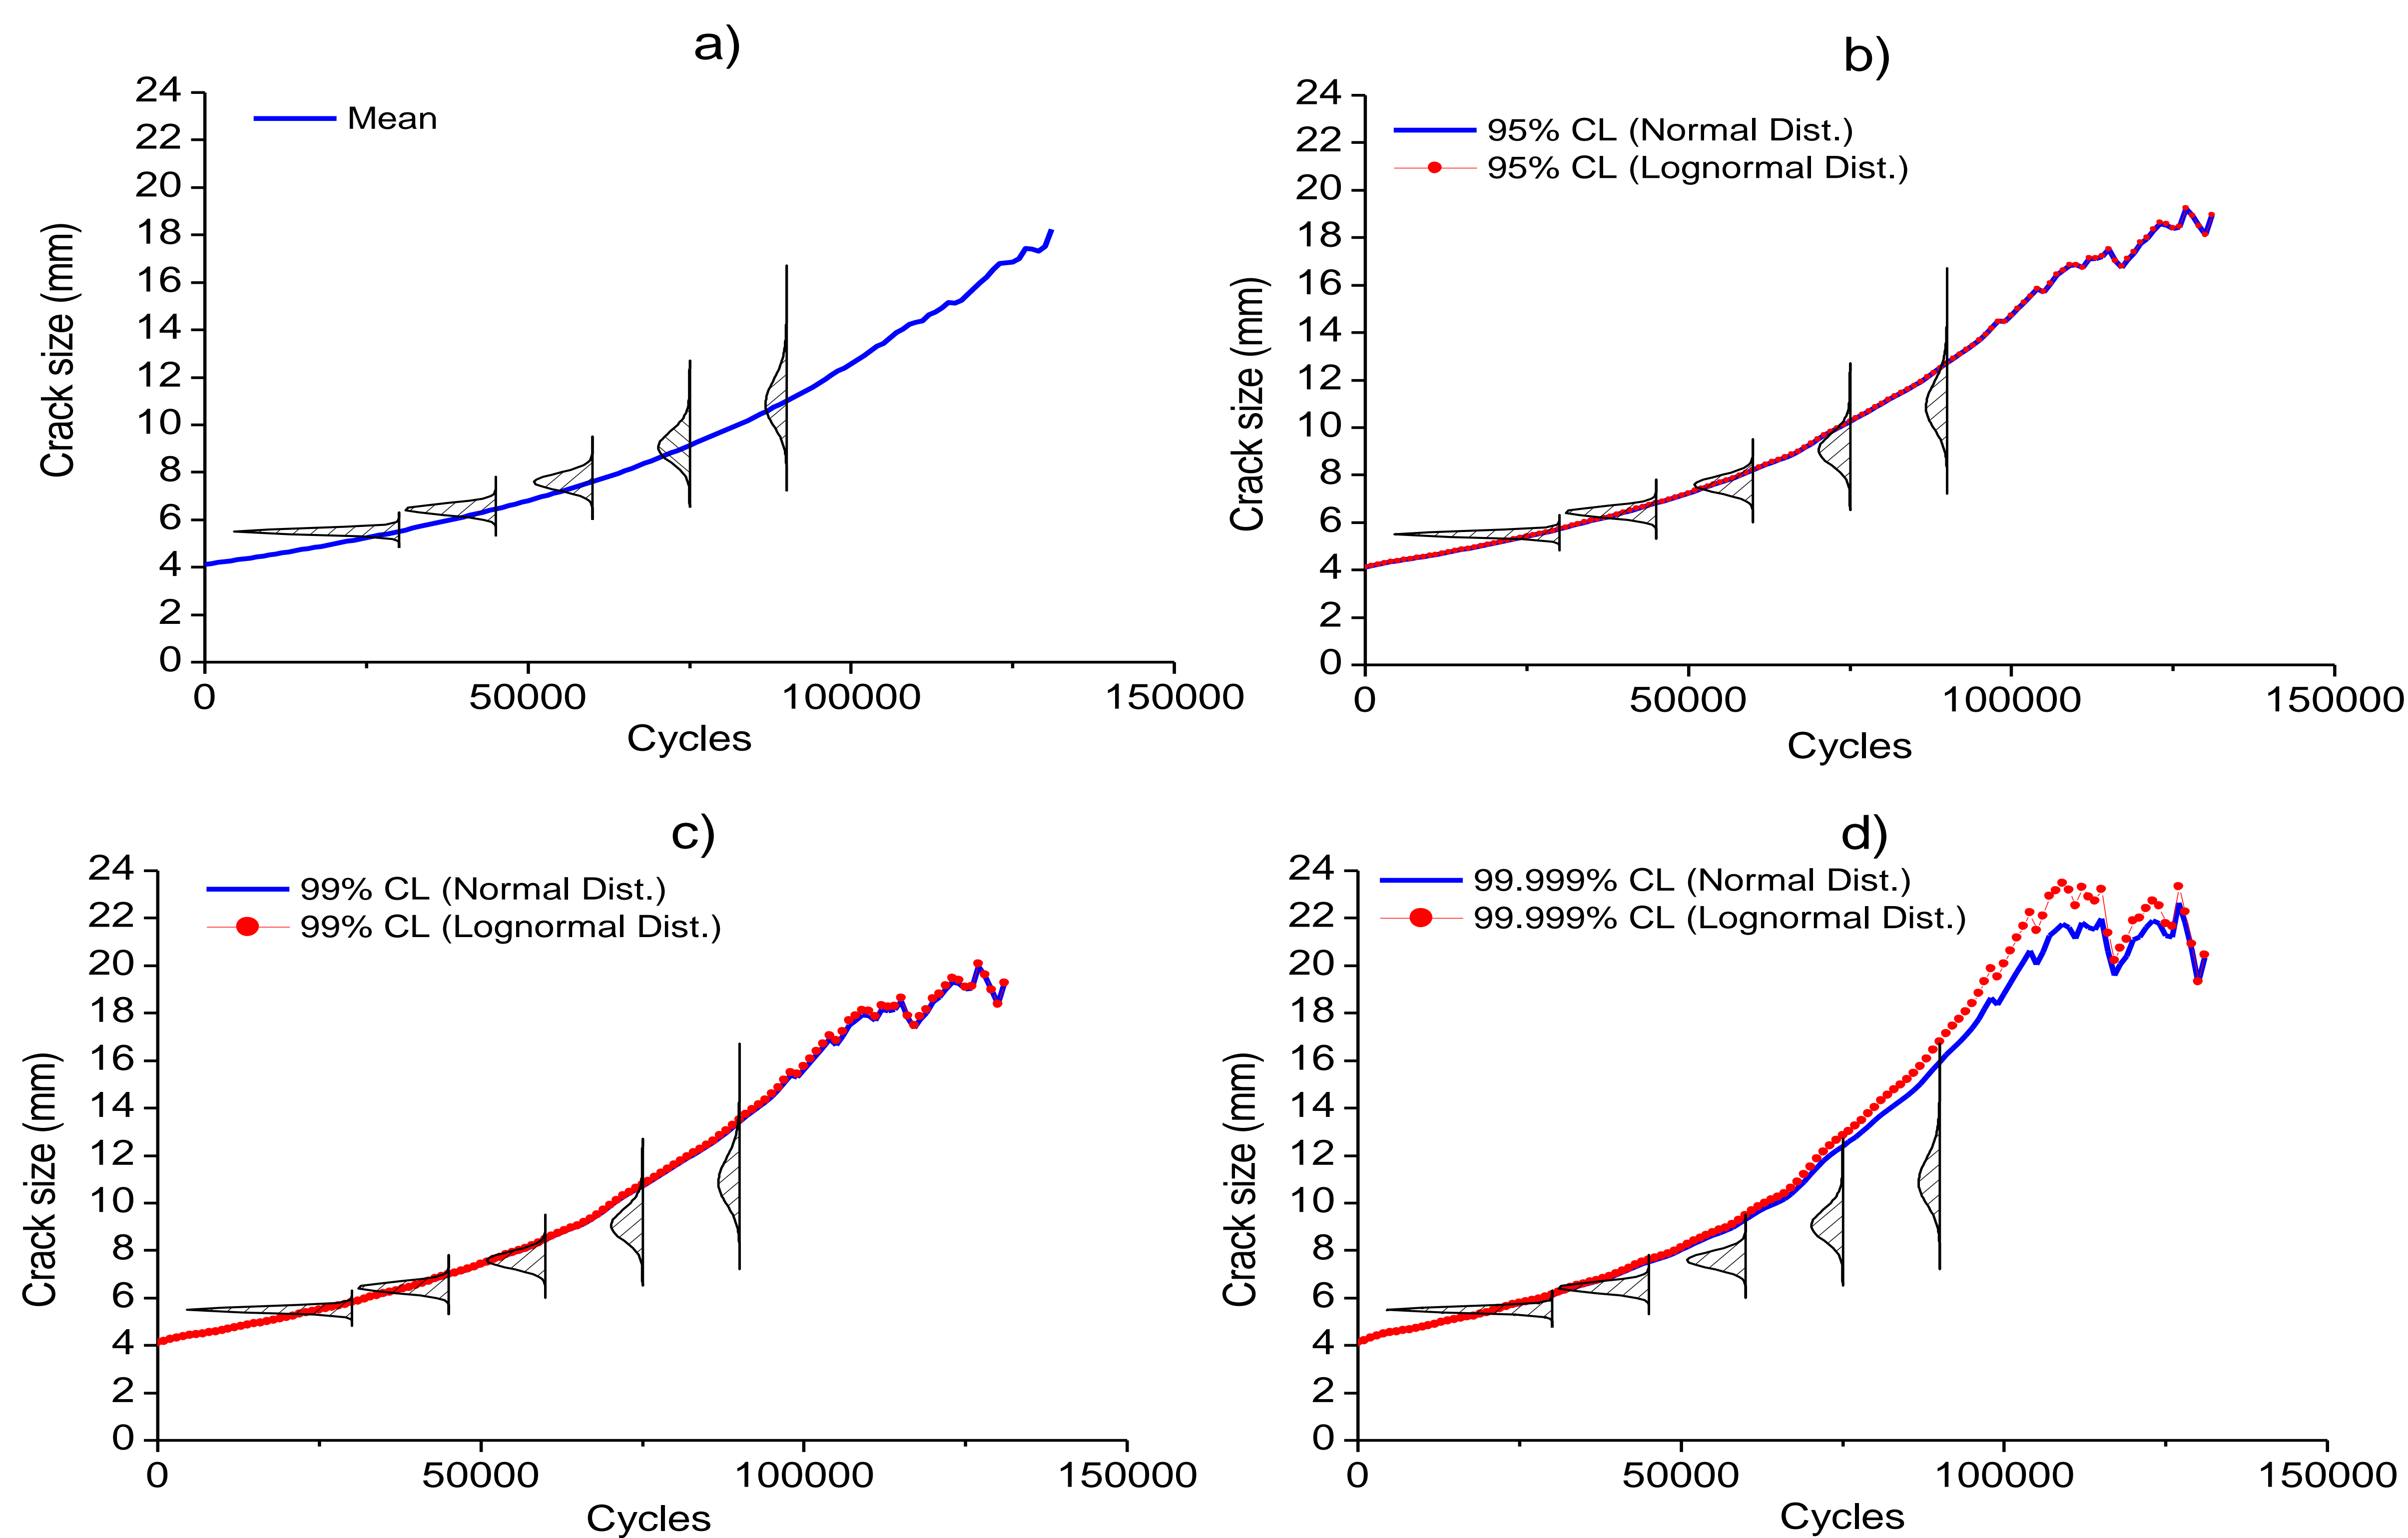 a)
Mean
24
22
20
18
16
14
12
10
8
6
4
2
0
Crack size (mm)
0 50000 100000 150000
Cycles
b)
95% CL (Normal Dist.)
95% CL (Lognormal Dist.)
24
22
20
18
16
14
12
10
8
6
4
2
0
Crack size (mm)
0 50000 100000 150000
Cycles
c)
99% CL (Normal Dist.)
99% CL (Lognormal Dist.)
24
22
20
18
16
14
12
10
8
6
4
2
0
Crack size (mm)
0 50000 100000 150000
Cycles
d)
99.999% CL (Normal Dist.)
99.999% CL (Lognormal Dist.)
24
22
20
18
16
14
12
10
8
6
4
2
0
Crack size (mm)
0 50000 100000 150000
Cycles